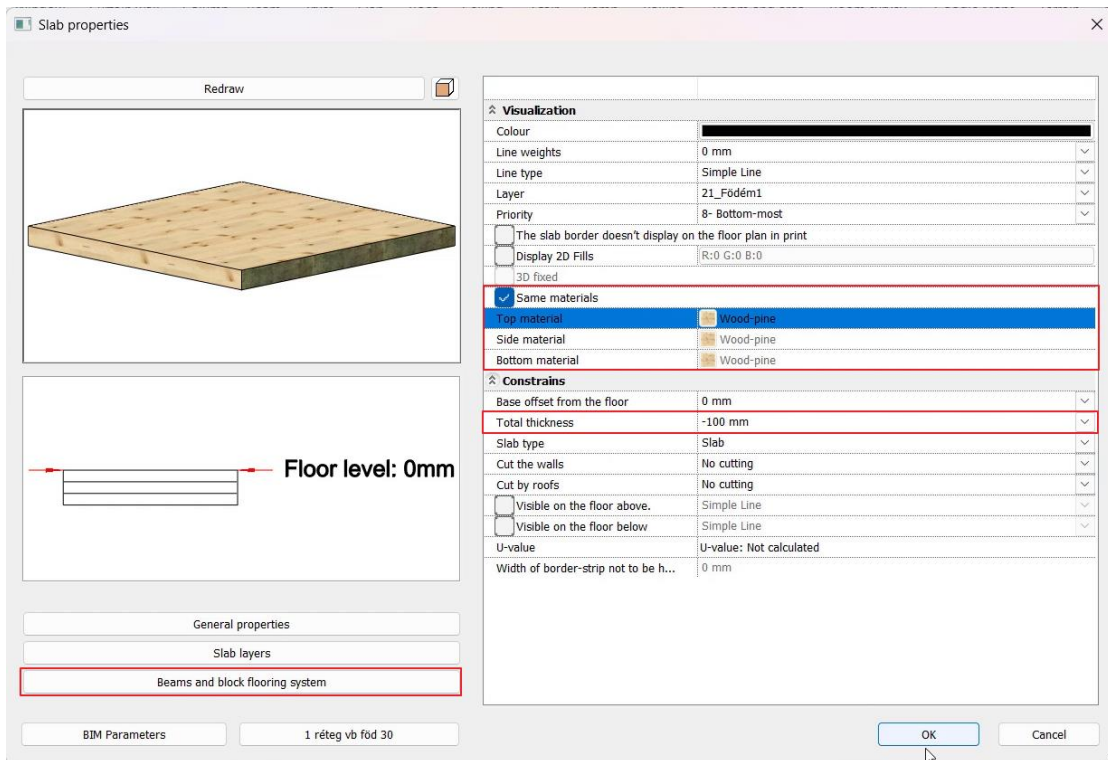 Slab properties
Redraw
Visualization
Colour
Line weights 0 mm
Line type Simple Line
Layer 21_Födém1
Priority 8- Bottom-most
The slab border doesn't display on the floor plan in print
Display 2D Fills R:0 G:0 B:0
3D fixed
Same materials
Top material Wood-pine
Side material Wood-pine
Bottom material Wood-pine
Constrains
Base offset from the floor 0 mm
Total thickness -100 mm
Slab type Slab
Cut the walls No cutting
Cut by roofs No cutting
Visible on the floor above. Simple Line
Visible on the floor below Simple Line
U-value U-value: Not calculated
Width of border-strip not to be h... 0 mm
Floor level: 0mm
General properties
Slab layers
Beams and block flooring system
BIM Parameters 1 réteg vb föd 30 OK Cancel